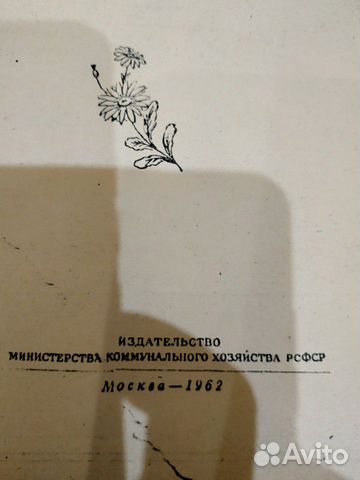 ИЗДАТЕЛЬСТВО
МИНИСТЕРСТВА КОММУНАЛЬНОГО ХОЗЯЙСТВА РСФСР
Москва—1962
Avito